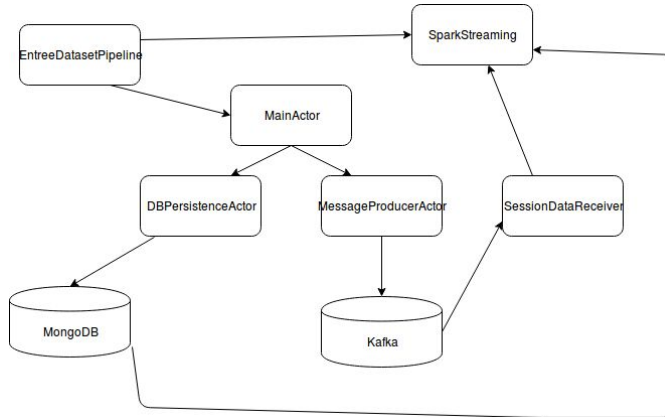 SparkStreaming
EntreeDatasetPipeline
MainActor
DBPersistenceActor
MessageProducerActor
SessionDataReceiver
MongoDB
Kafka